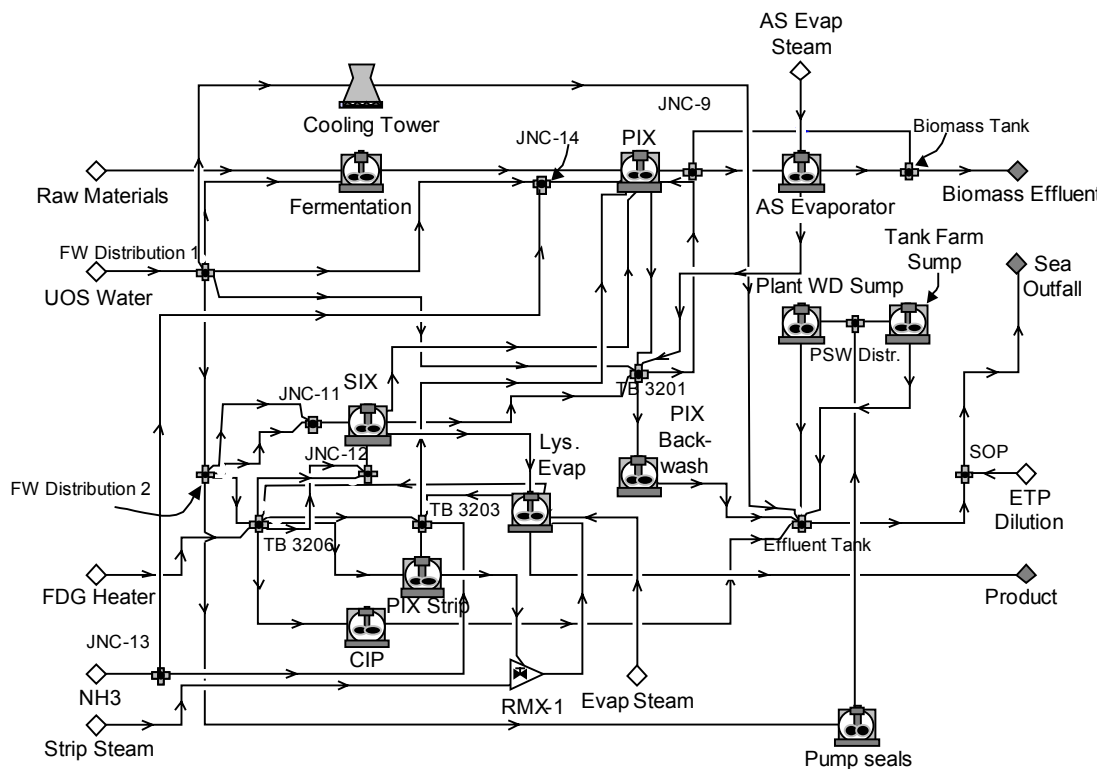 AS Evap
Steam
JNC-9
Cooling Tower
JNC-14
PIX
Biomass Tank
Raw Materials
Fermentation
AS Evaporator
Biomass Effluent
FW Distribution 1
Tank Farm
Sump
UOS Water
Plant WD Sump
Sea
Outfall
PSW Distr.
JNC-11
SIX
TB 3201
PIX
Back-
wash
JNC-12
Lys.
Evap
SOP
FW Distribution 2
TB 3203
ETP
Dilution
TB 3206
Effluent Tank
FDG Heater
PIX Strip
Product
JNC-13
CIP
NH3
RMX-1
Evap Steam
Strip Steam
Pump seals